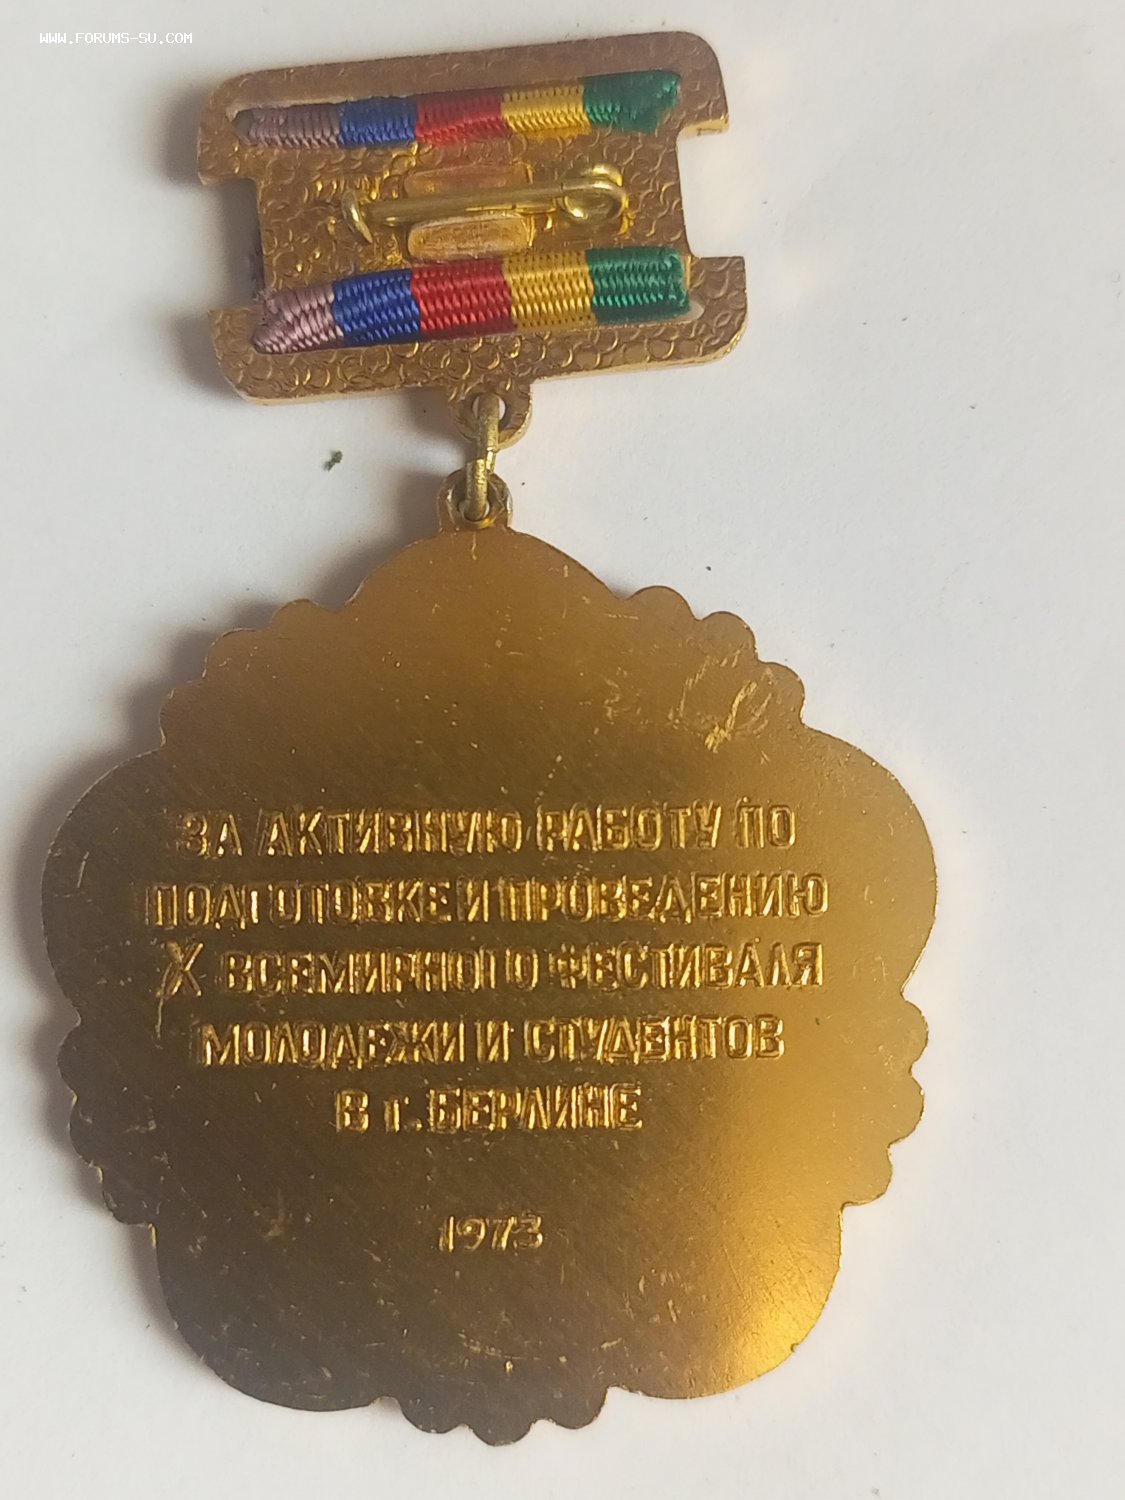 WWW.FORUMS-SU.COM
ЗА АКТИВНУЮ РАБОТУ ПО
ПОДГОТОВКЕ И ПРОВЕДЕНИЮ
X ВСЕМИРНОГО ФЕСТИВАЛЯ
МОЛОДЕЖИ И СТУДЕНТОВ
В г. БЕРЛИНЕ
1973